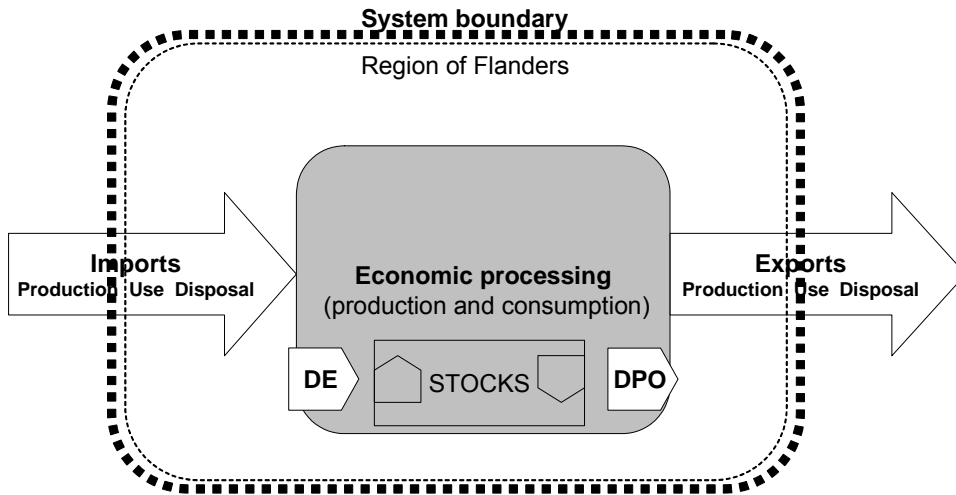 System boundary
Region of Flanders
Imports
Production Use Disposal
Economic processing
(production and consumption)
Exports
Production Use Disposal
DE
STOCKS
DPO